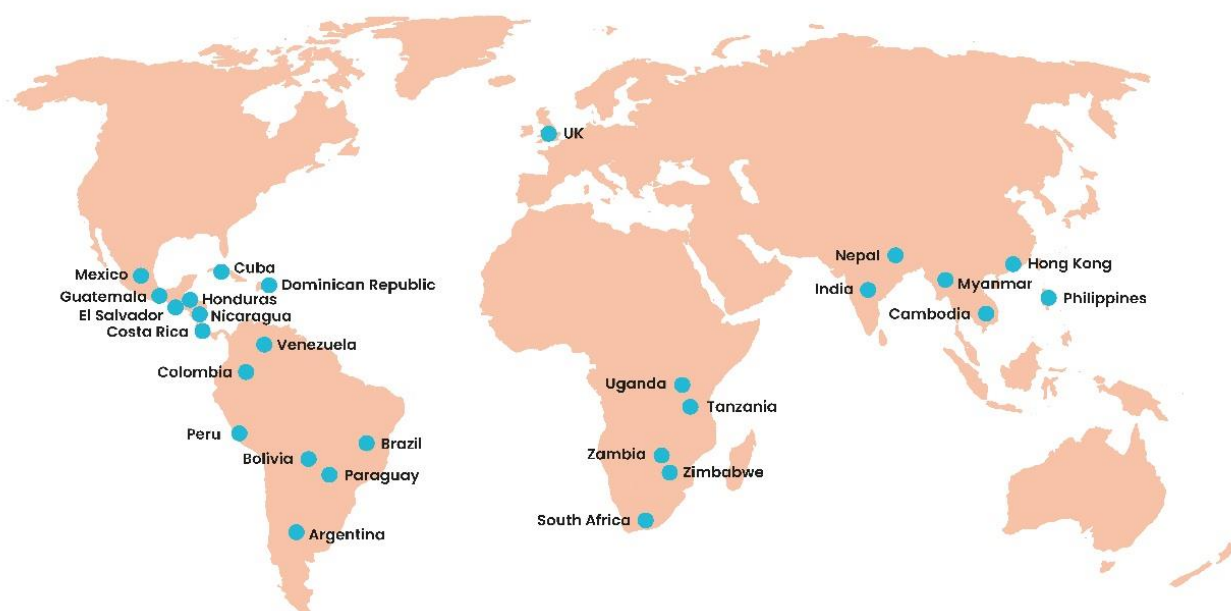 UK
Mexico
Cuba
Dominican Republic
Guatemala
Honduras
El Salvador
Nicaragua
Costa Rica
Venezuela
Colombia
Peru
Brazil
Bolivia
Paraguay
Argentina
Uganda
Tanzania
Zambia
Zimbabwe
South Africa
Nepal
Hong Kong
India
Myanmar
Philippines
Cambodia